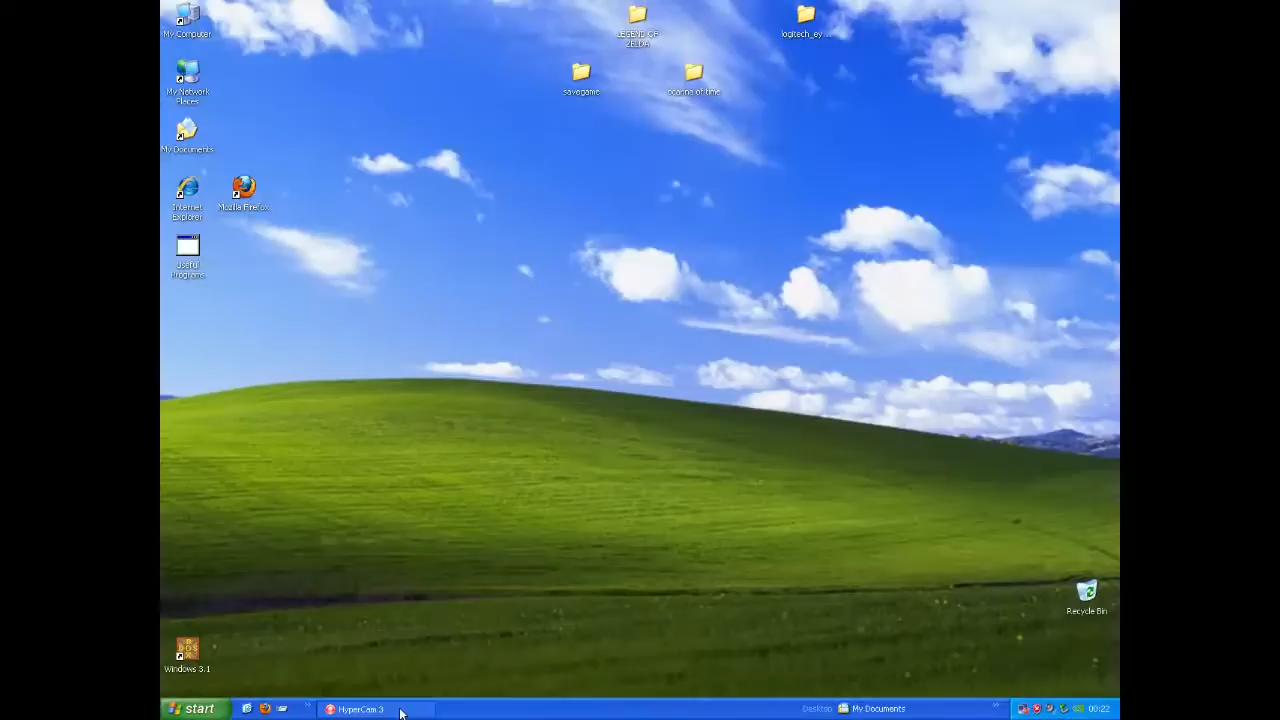 My Computer
LEGEND OF
ZELDA
logitech_ey...
My Network
Places
savegame
ocarina of time
My Documents
Internet
Explorer
Mozilla Firefox
Useful
Programs
Recycle Bin
DOS
Windows 3.1
start
HyperCam 3
Desktop
My Documents
00:22